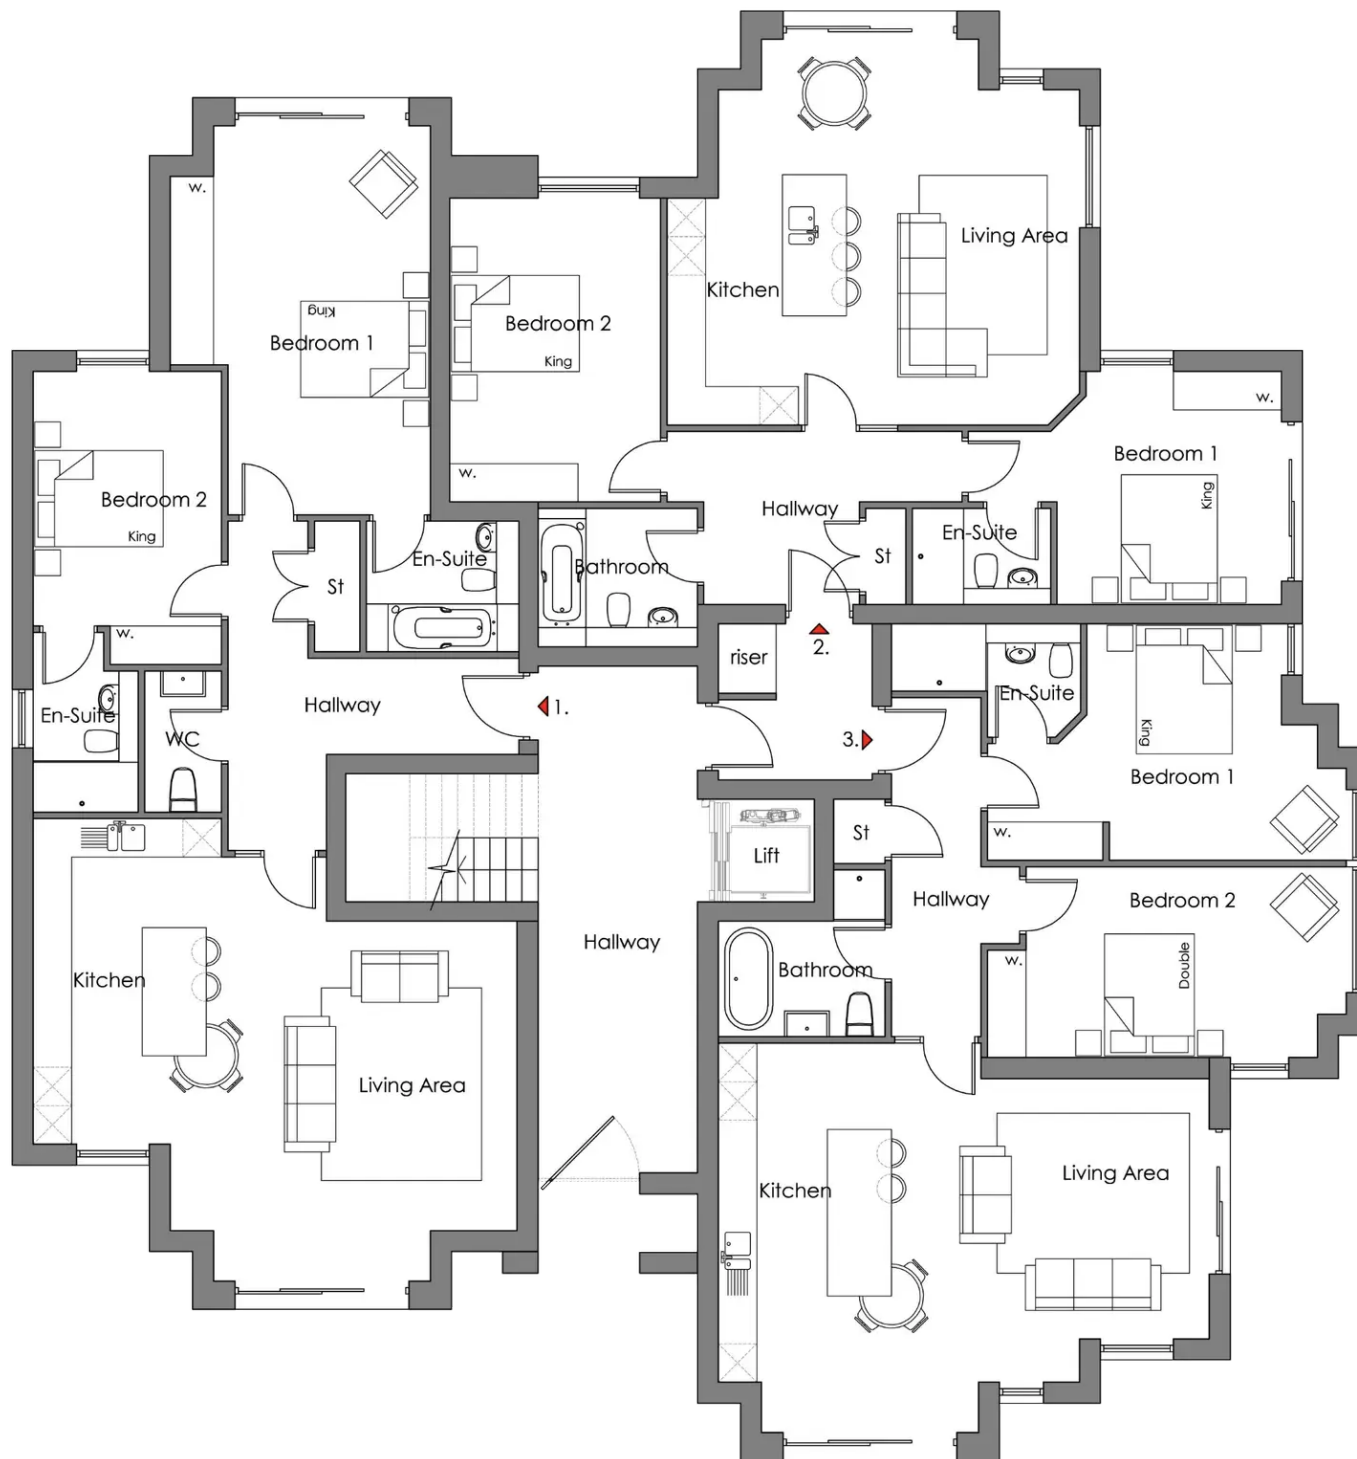 w.
Living Area
Kitchen
King
Bedroom 1
Bedroom 2
King
w.
Bedroom 1
w.
King
Bedroom 2
King
Hallway
En-Suite
En-Suite
Bathroom
St
St
w.
riser
2.
En-Suite
Hallway
1.
En-Suite
WC
3.
King
Bedroom 1
w.
St
Lift
Hallway
Bedroom 2
Hallway
Double
w.
Bathroom
Kitchen
Living Area
Living Area
Kitchen